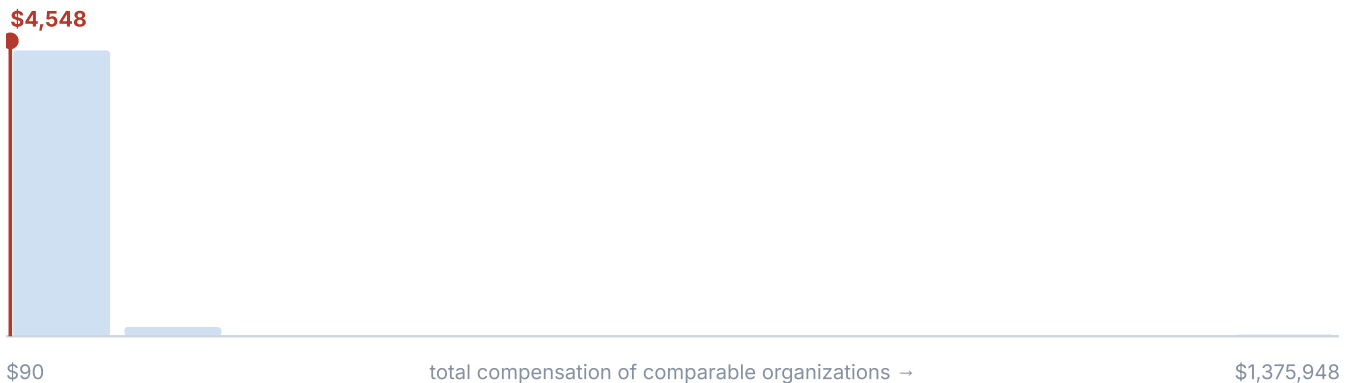 $4,548
$90 total compensation of comparable organizations → $1,375,948